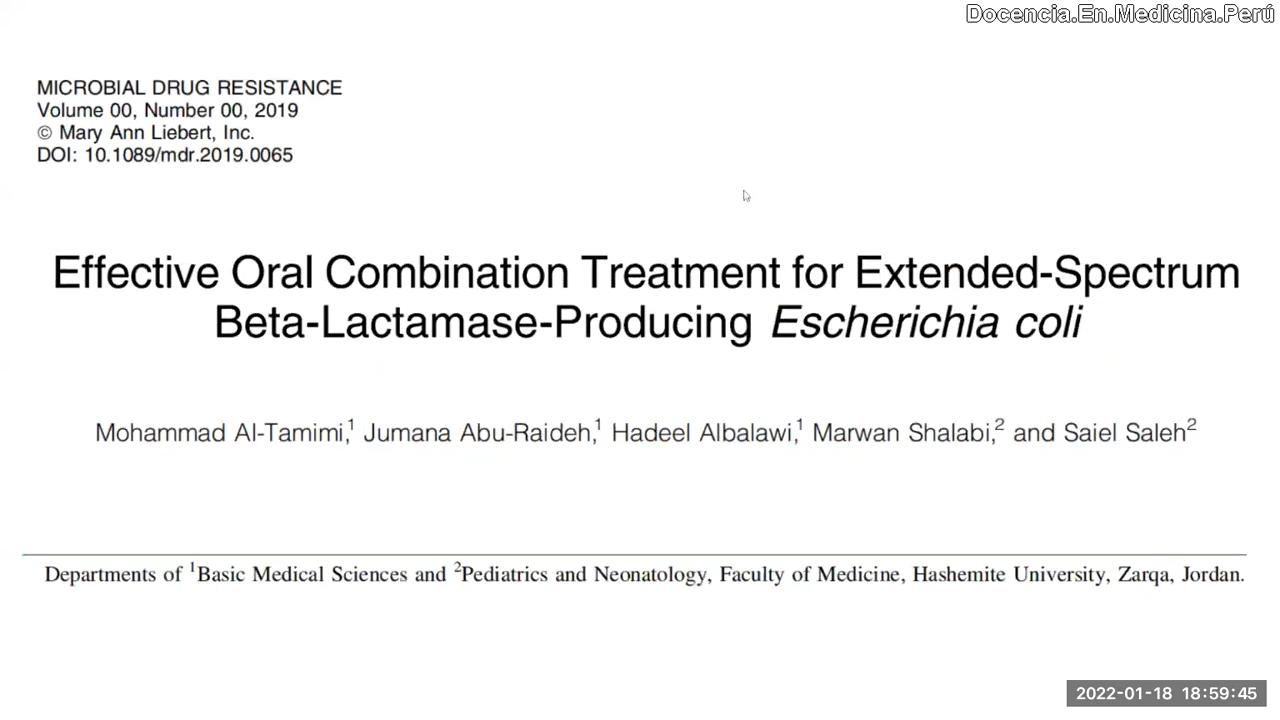 Docencia.En.Medicina.Perú
MICROBIAL DRUG RESISTANCE
Volume 00, Number 00, 2019
© Mary Ann Liebert, Inc.
DOI: 10.1089/mdr.2019.0065
Effective Oral Combination Treatment for Extended-Spectrum
Beta-Lactamase-Producing Escherichia coli
Mohammad Al-Tamimi,¹ Jumana Abu-Raideh,¹ Hadeel Albalawi,¹ Marwan Shalabi,² and Saiel Saleh²
Departments of ¹Basic Medical Sciences and ²Pediatrics and Neonatology, Faculty of Medicine, Hashemite University, Zarqa, Jordan.
2022-01-18 18:59:45